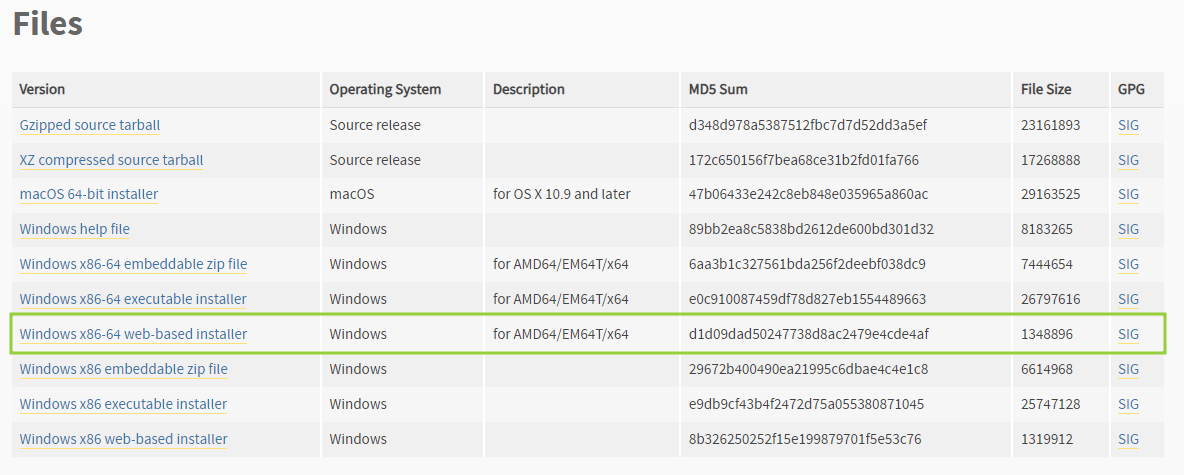 Files
Version Operating System Description MD5 Sum File Size GPG
Gzipped source tarball Source release d348d978a5387512fbc7d7d52dd3a5ef 23161893 SIG
XZ compressed source tarball Source release 172c650156f7bea68ce31b2fd01fa766 17268888 SIG
macOS 64-bit installer macOS for OS X 10.9 and later 47b06433e242c8eb848e035965a860ac 29163525 SIG
Windows help file Windows 89bb2ea8c5838bd2612de600bd301d32 8183265 SIG
Windows x86-64 embeddable zip file Windows for AMD64/EM64T/x64 6aa3b1c327561bda256f2deebf038dc9 7444654 SIG
Windows x86-64 executable installer Windows for AMD64/EM64T/x64 e0c910087459df78d827eb1554489663 26797616 SIG
Windows x86-64 web-based installer Windows for AMD64/EM64T/x64 d1d09dad50247738d8ac2479e4cde4af 1348896 SIG
Windows x86 embeddable zip file Windows 29672b400490ea21995c6dbae4c4e1c8 6614968 SIG
Windows x86 executable installer Windows e9db9cf43b4f2472d75a055380871045 25747128 SIG
Windows x86 web-based installer Windows 8b326250252f15e199879701f5e53c76 1319912 SIG